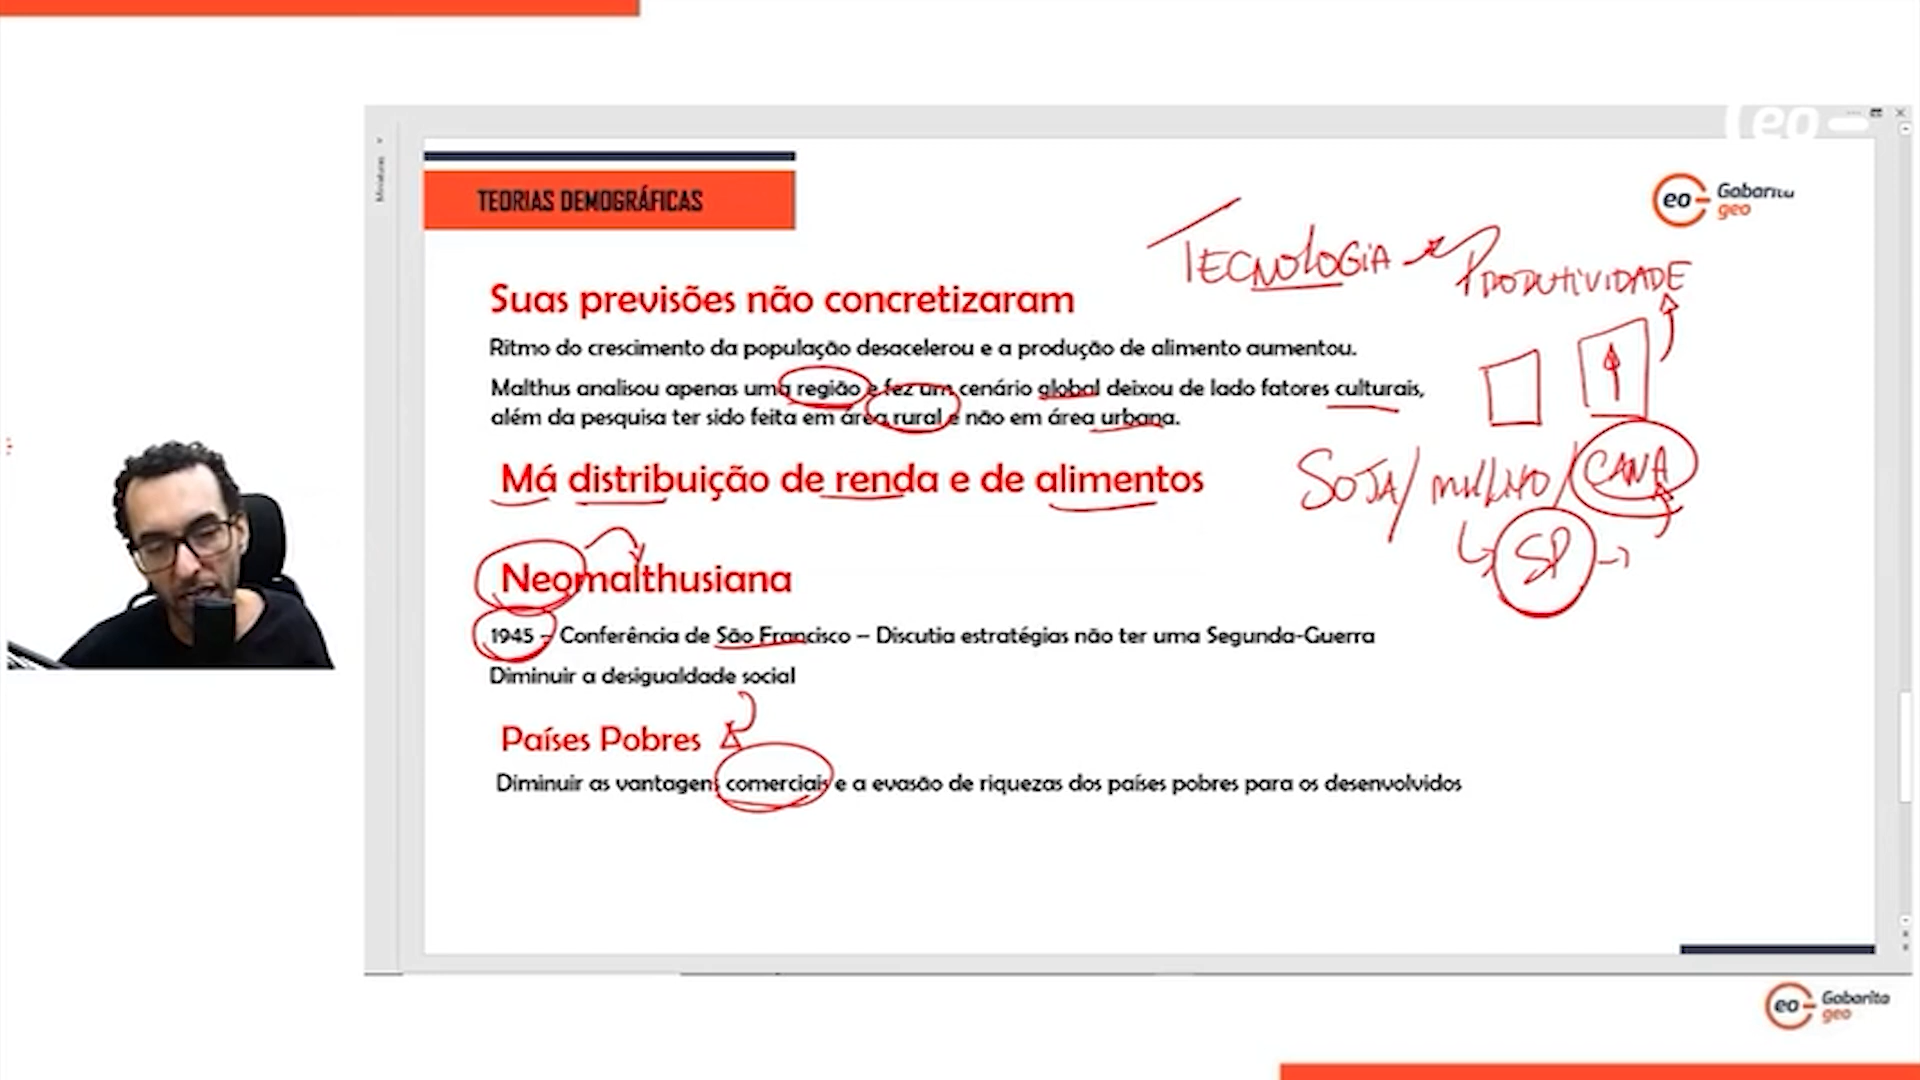 eo
Miniaturas
TEORIAS DEMOGRÁFICAS
eo Gabarito
geo
TECNOLOGIA PRODUTIVIDADE
Suas previsões não concretizaram
Ritmo do crescimento da população desacelerou e a produção de alimento aumentou.
Malthus analisou apenas uma região e fez um cenário global deixou de lado fatores culturais,
além da pesquisa ter sido feita em área rural e não em área urbana.
Má distribuição de renda e de alimentos
SOJA/MILHO/CANA
SP
Neomalthusiana
1945 – Conferência de São Francisco – Discutia estratégias não ter uma Segunda-Guerra
Diminuir a desigualdade social
Países Pobres
Diminuir as vantagens comerciais e a evasão de riquezas dos países pobres para os desenvolvidos
eo Gabarito
geo